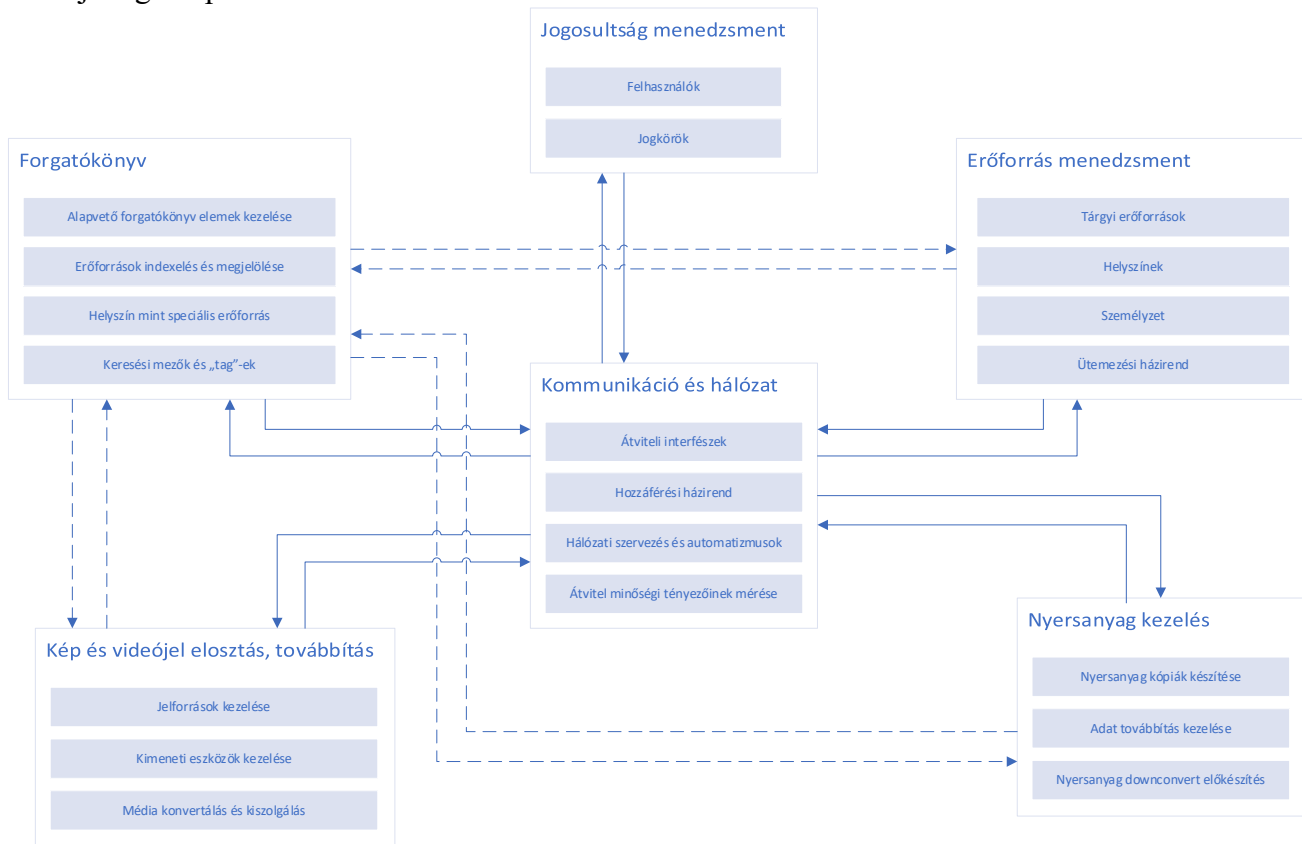 Jogosultság menedzsment
Felhasználók
Jogkörök
Forgatókönyv
Alapvető forgatókönyv elemek kezelése
Erőforrások indexelés és megjelölése
Helyszín mint speciális erőforrás
Keresési mezők és „tag”-ek
Erőforrás menedzsment
Tárgyi erőforrások
Helyszínek
Személyzet
Ütemezési házirend
Kommunikáció és hálózat
Átviteli interfészek
Hozzáférési házirend
Hálózati szervezés és automatizmusok
Átvitel minőségi tényezőinek mérése
Kép és videójel elosztás, továbbítás
Jelforrások kezelése
Kimeneti eszközök kezelése
Média konvertálás és kiszolgálás
Nyersanyag kezelés
Nyersanyag kópiák készítése
Adat továbbítás kezelése
Nyersanyag downconvert előkészítés